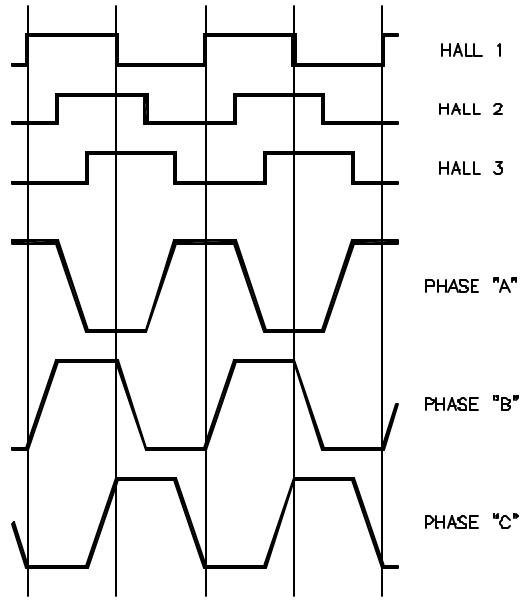 HALL 1
HALL 2
HALL 3
PHASE "A"
PHASE "B"
PHASE "C"